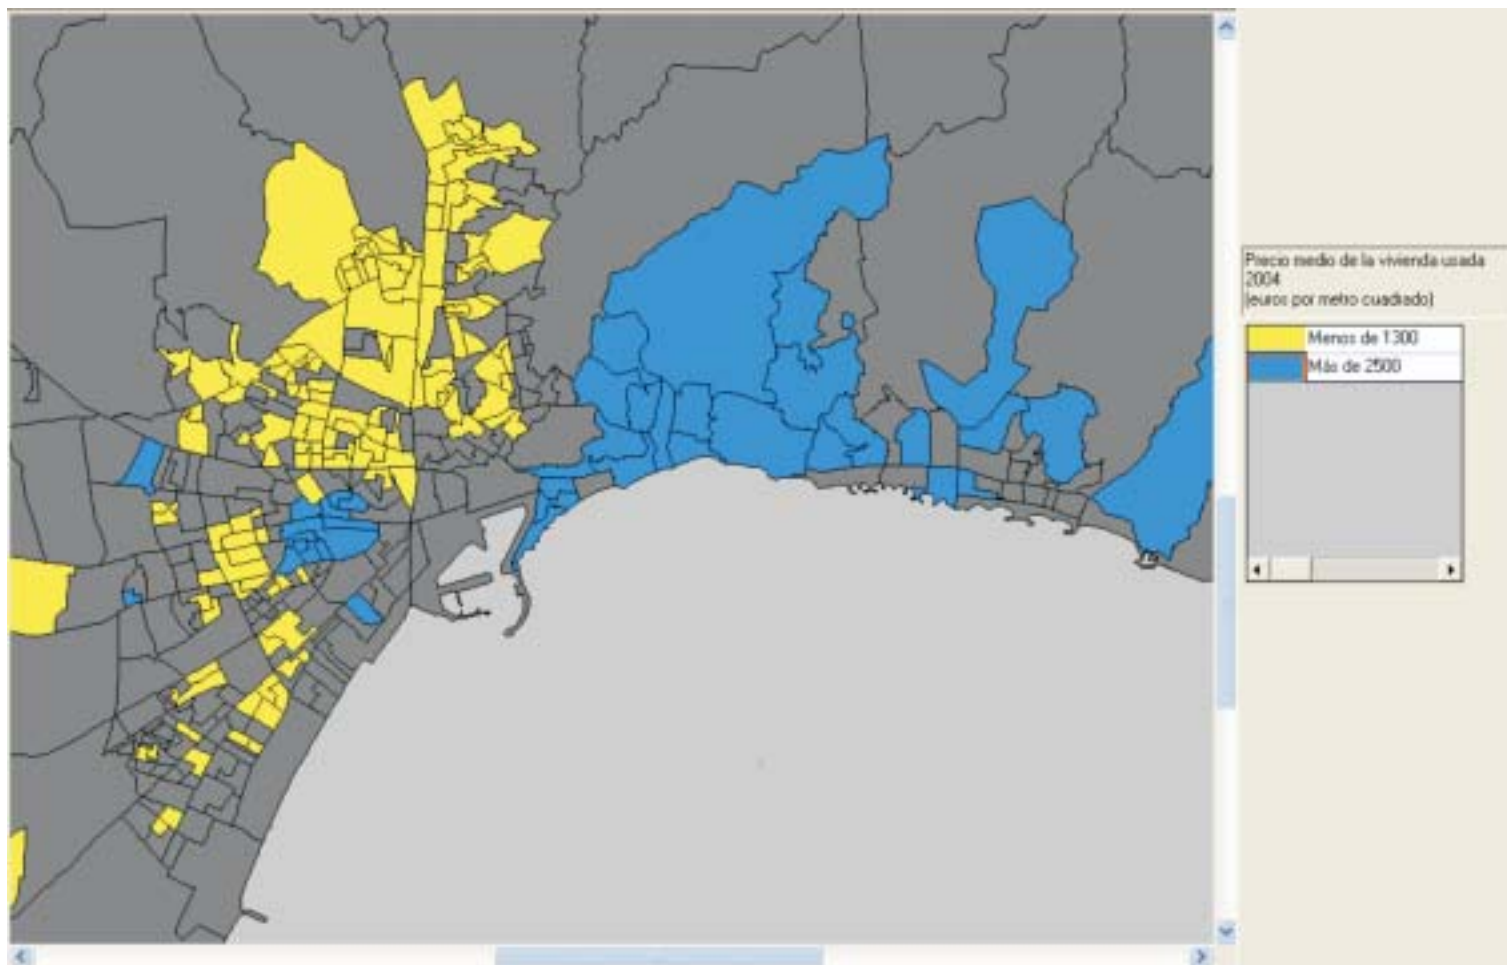 Precio medio de la vivienda usada
2004
(euros por metro cuadrado)
Menos de 1300
Más de 2500